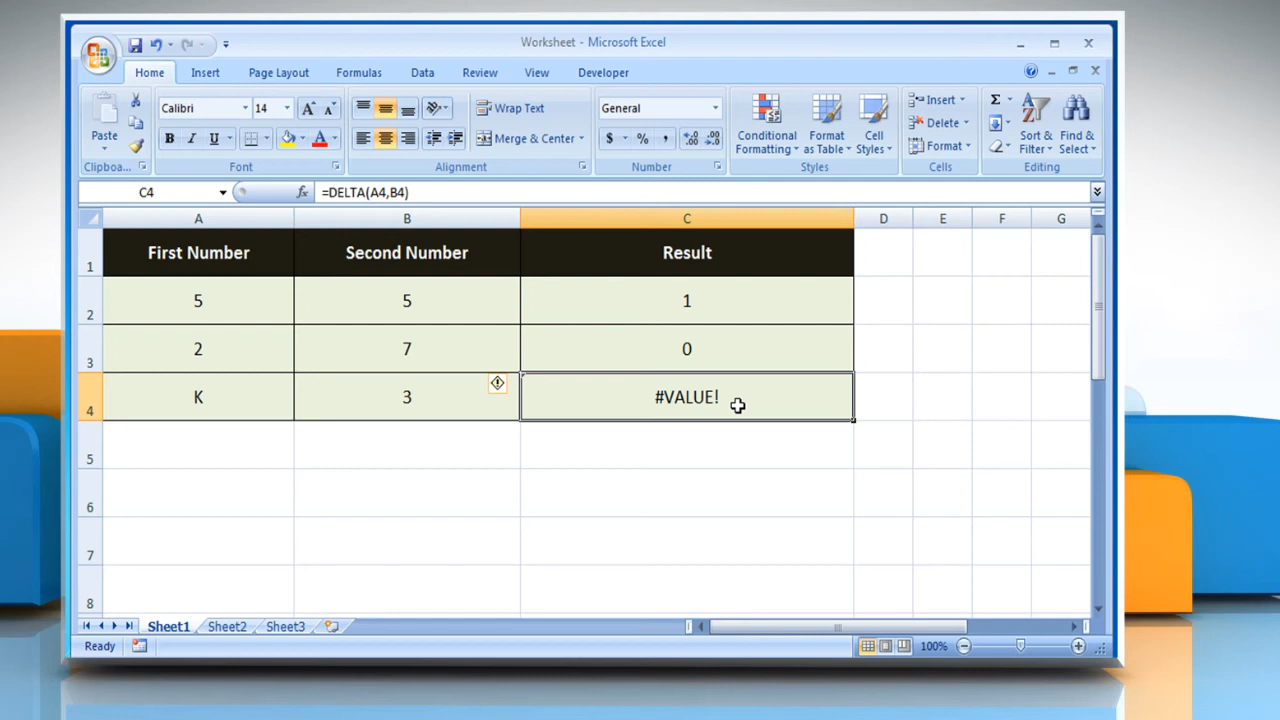 Worksheet - Microsoft Excel
Home Insert Page Layout Formulas Data Review View Developer
Paste
Clipboa...
Calibri 14 A A
B I U A
Font
Wrap Text
Merge & Center
Alignment
General
$ % , .00 .0
Number
Conditional Formatting
Format as Table
Cell Styles
Styles
Insert
Delete
Format
Cells
Σ
Sort & Filter
Find & Select
Editing
C4 fx =DELTA(A4,B4)
A B C D E F G
1 First Number Second Number Result
2 5 5 1
3 2 7 0
4 K 3 #VALUE!
5
6
7
8
Sheet1 Sheet2 Sheet3
Ready 100%